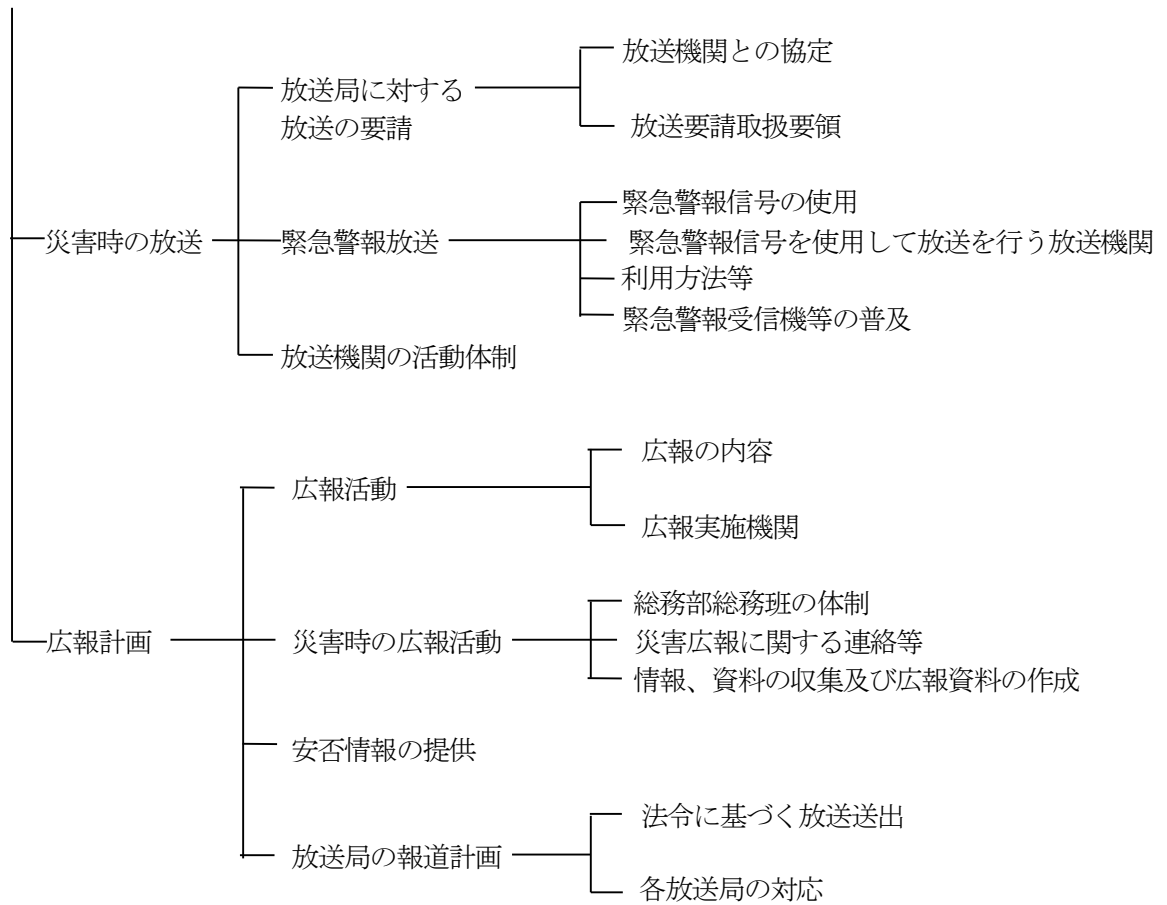 災害時の放送
放送局に対する
放送の要請
放送機関との協定
放送要請取扱要領
緊急警報放送
緊急警報信号の使用
緊急警報信号を使用して放送を行う放送機関
利用方法等
緊急警報受信機等の普及
放送機関の活動体制
広報計画
広報活動
広報の内容
広報実施機関
災害時の広報活動
総務部総務班の体制
災害広報に関する連絡等
情報、資料の収集及び広報資料の作成
安否情報の提供
放送局の報道計画
法令に基づく放送送出
各放送局の対応